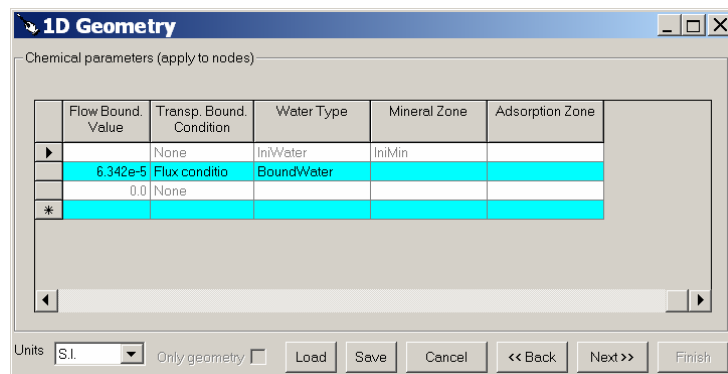 1D Geometry
Chemical parameters (apply to nodes)
Flow Bound. Value Transp. Bound. Condition Water Type Mineral Zone Adsorption Zone
None IniWater IniMin
6.342e-5 Flux conditio BoundWater
0.0 None
*
Units S.I. Only geometry Load Save Cancel << Back Next >> Finish